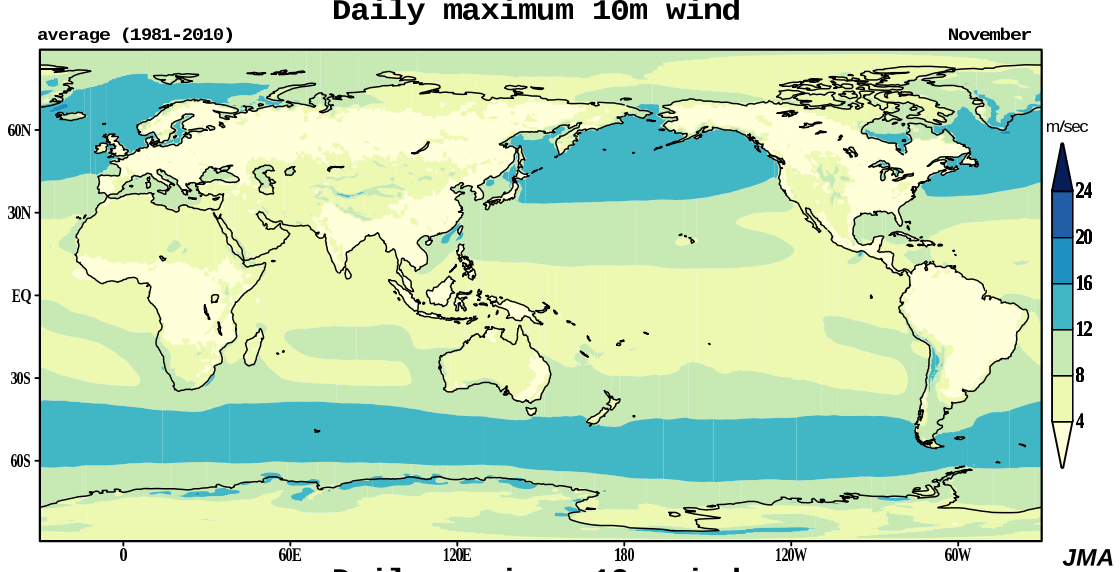 Daily maximum 10m wind
average (1981-2010) November
m/sec
24
20
16
12
8
4
60N
30N
EQ
30S
60S
0 60E 120E 180 120W 60W
JMA